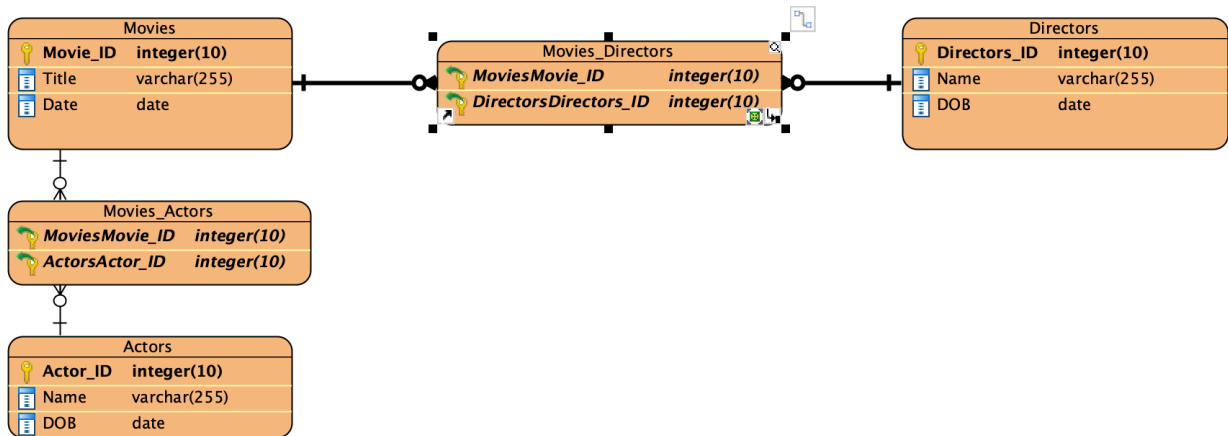 Movies
Movie_ID integer(10)
Title varchar(255)
Date date
Movies_Directors
MoviesMovie_ID integer(10)
DirectorsDirectors_ID integer(10)
Directors
Directors_ID integer(10)
Name varchar(255)
DOB date
Movies_Actors
MoviesMovie_ID integer(10)
ActorsActor_ID integer(10)
Actors
Actor_ID integer(10)
Name varchar(255)
DOB date